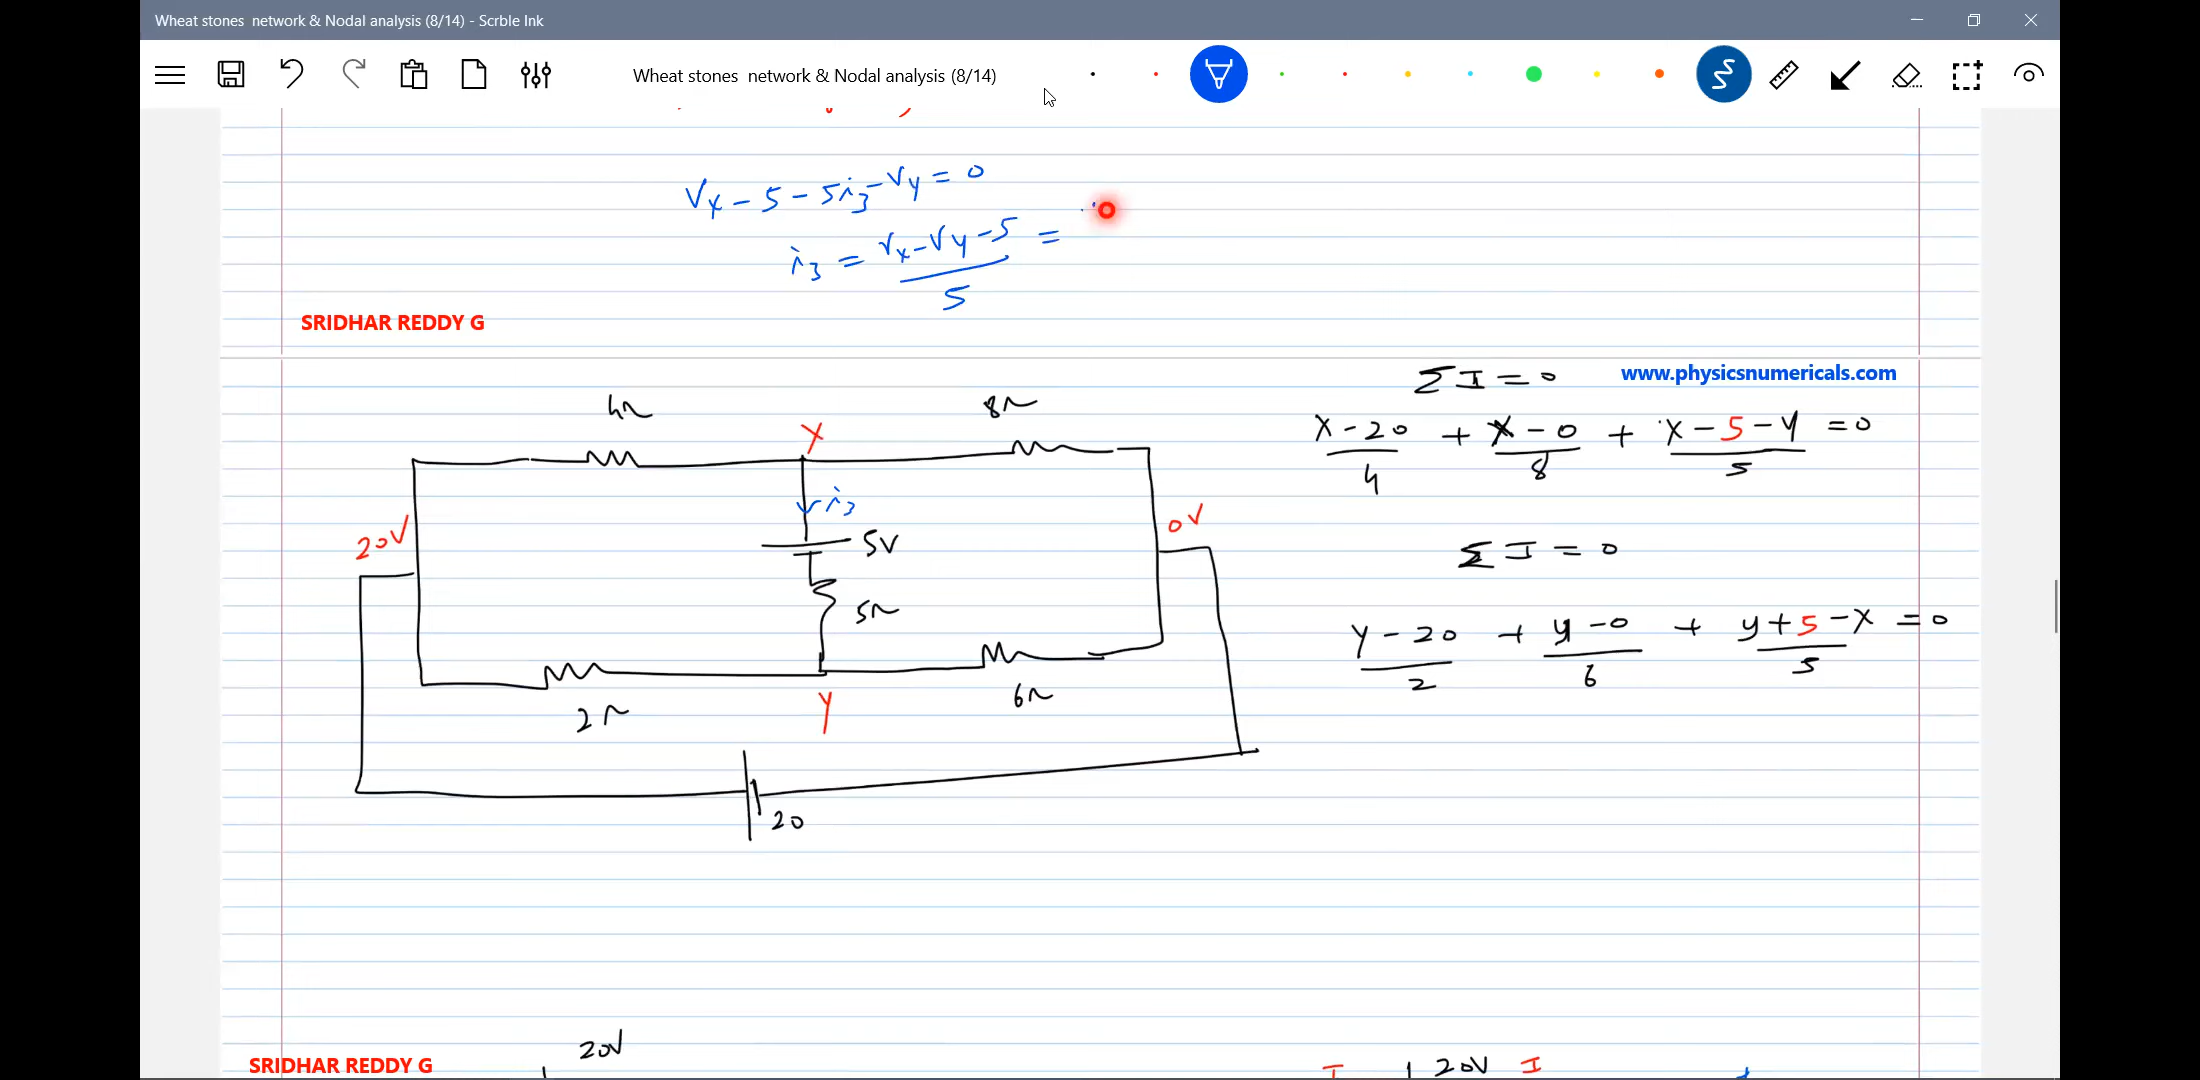 Wheat stones network & Nodal analysis (8/14) - Scrble Ink
Wheat stones network & Nodal analysis (8/14)
Vx - 5 - 5i3 - Vy = 0
i3 = (Vx - Vy - 5)/5 =
SRIDHAR REDDY G
www.physicsnumericals.com
ΣI = 0
(X - 20)/4 + (X - 0)/8 + (X - 5 - Y)/5 = 0
ΣI = 0
(Y - 20)/2 + (y - 0)/6 + (y + 5 - X)/5 = 0
4Ω
8Ω
X
i3
20V
5V
0V
5Ω
2Ω
Y
6Ω
20
20V
SRIDHAR REDDY G
I
20V
I